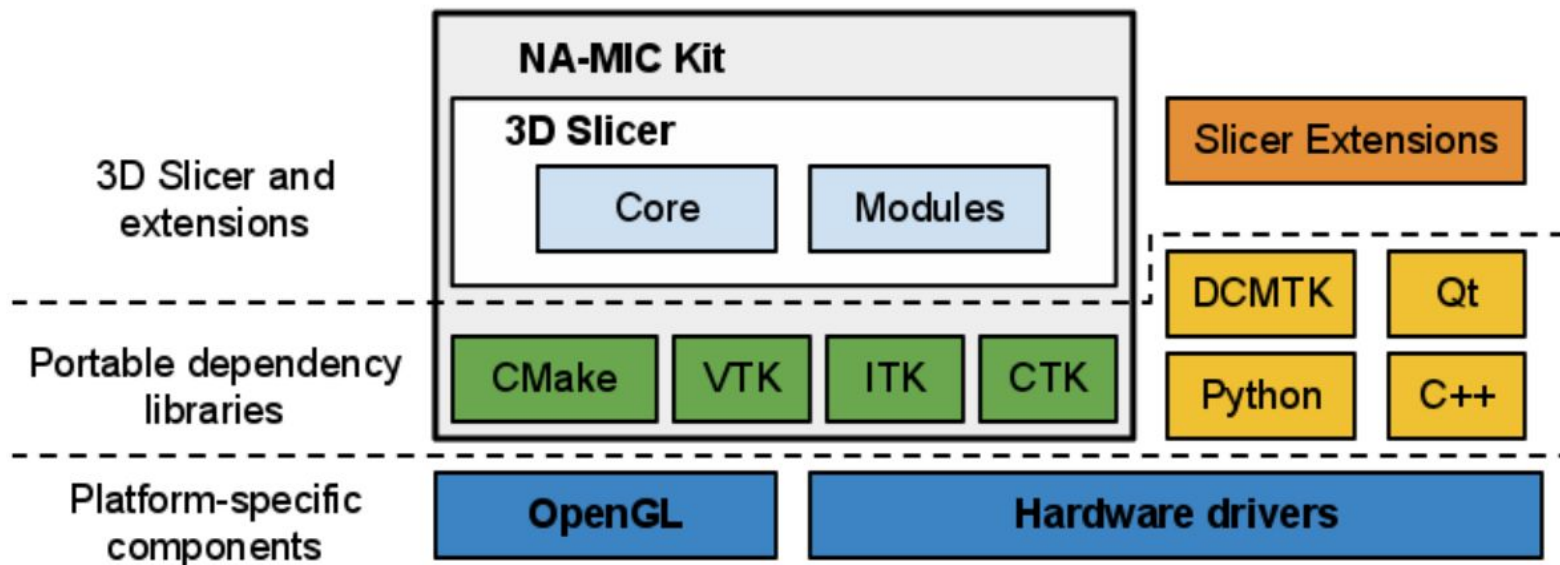 NA-MIC Kit
3D Slicer
Core
Modules
Slicer Extensions
3D Slicer and
extensions
DCMTK
Qt
Portable dependency
libraries
CMake
VTK
ITK
CTK
Python
C++
Platform-specific
components
OpenGL
Hardware drivers